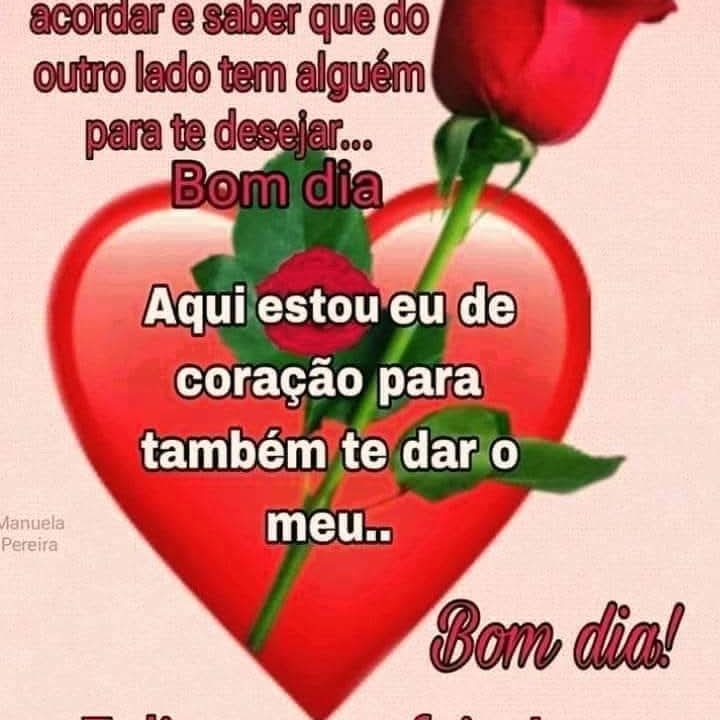 acordar e saber que do
outro lado tem alguém
para te desejar...
Bom dia
Aqui estou eu de
coração para
também te dar o
meu..
Manuela
Pereira
Bom dia!